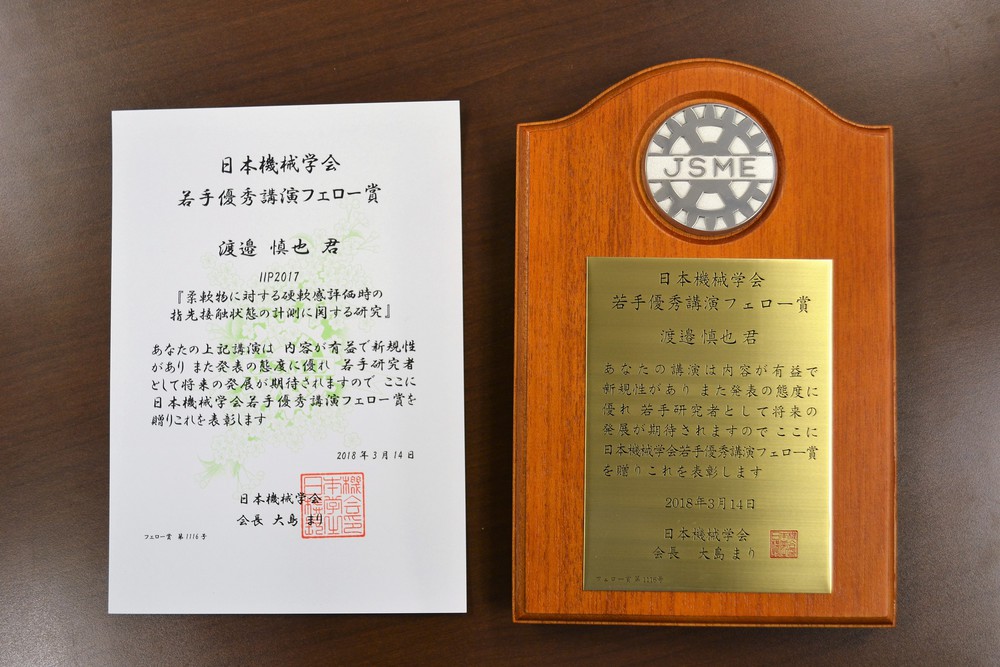 日本機械学会
若手優秀講演フェロー賞
渡邉 慎也 君
IIP2017
『柔軟物に対する硬軟感評価時の
指先接触状態の計測に関する研究』
あなたの上記講演は 内容が有益で新規性
があり また発表の態度に優れ 若手研究者
として将来の発展が期待されますので ここに
日本機械学会若手優秀講演フェロー賞を
贈りこれを表彰します
2018年3月14日
日本機械学会
会長 大島 まり
フェロー賞 第1116号
JSME
日本機械学会
若手優秀講演フェロー賞
渡邉 慎也 君
あなたの講演は内容が有益で
新規性があり また発表の態度に
優れ 若手研究者として将来の
発展が期待されますので ここに
日本機械学会若手優秀講演フェロー賞
を贈りこれを表彰します
2018年3月14日
日本機械学会
会長 大島 まり
フェロー賞 第1116号